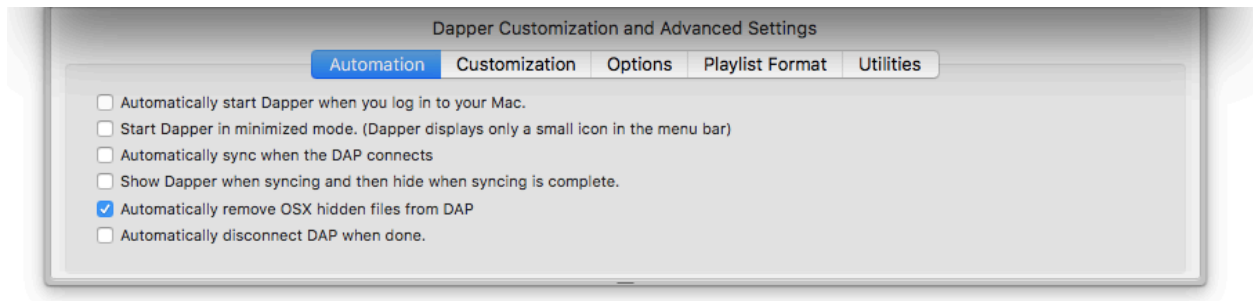 Dapper Customization and Advanced Settings
Automation Customization Options Playlist Format Utilities
Automatically start Dapper when you log in to your Mac.
Start Dapper in minimized mode. (Dapper displays only a small icon in the menu bar)
Automatically sync when the DAP connects
Show Dapper when syncing and then hide when syncing is complete.
Automatically remove OSX hidden files from DAP
Automatically disconnect DAP when done.